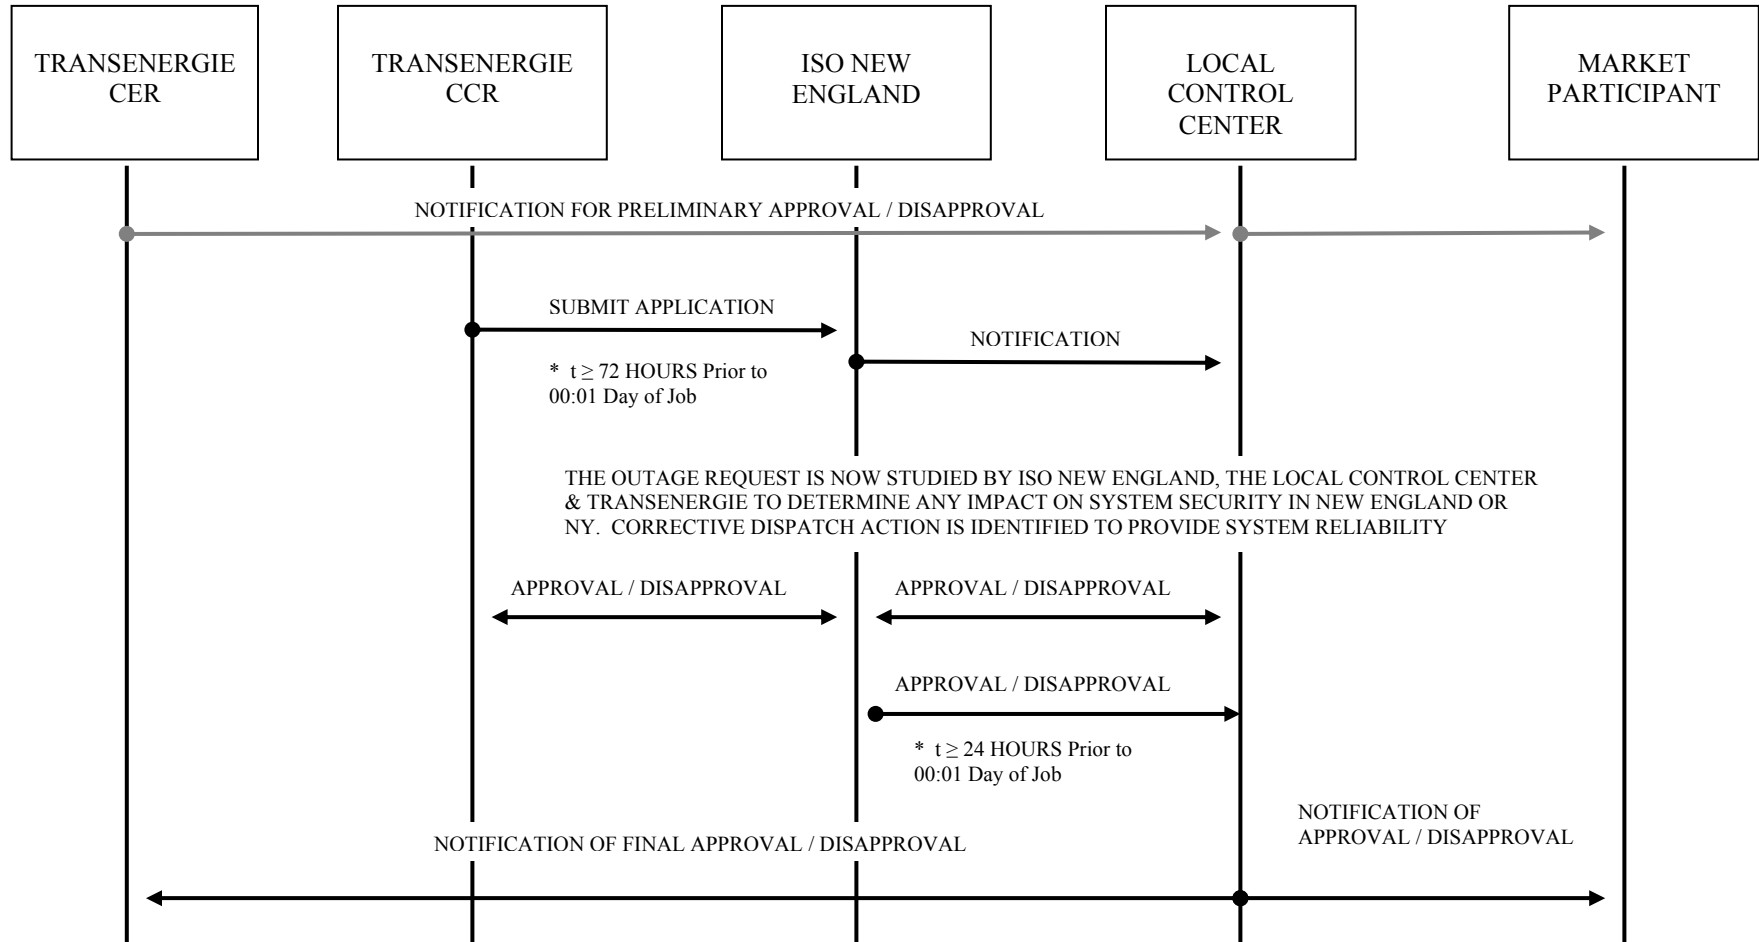 TRANSENERGIE
CER
TRANSENERGIE
CCR
ISO NEW
ENGLAND
LOCAL
CONTROL
CENTER
MARKET
PARTICIPANT
NOTIFICATION FOR PRELIMINARY APPROVAL / DISAPPROVAL
SUBMIT APPLICATION
NOTIFICATION
* t ≥ 72 HOURS Prior to
00:01 Day of Job
THE OUTAGE REQUEST IS NOW STUDIED BY ISO NEW ENGLAND, THE LOCAL CONTROL CENTER
& TRANSENERGIE TO DETERMINE ANY IMPACT ON SYSTEM SECURITY IN NEW ENGLAND OR
NY. CORRECTIVE DISPATCH ACTION IS IDENTIFIED TO PROVIDE SYSTEM RELIABILITY
APPROVAL / DISAPPROVAL
APPROVAL / DISAPPROVAL
APPROVAL / DISAPPROVAL
* t ≥ 24 HOURS Prior to
00:01 Day of Job
NOTIFICATION OF
APPROVAL / DISAPPROVAL
NOTIFICATION OF FINAL APPROVAL / DISAPPROVAL